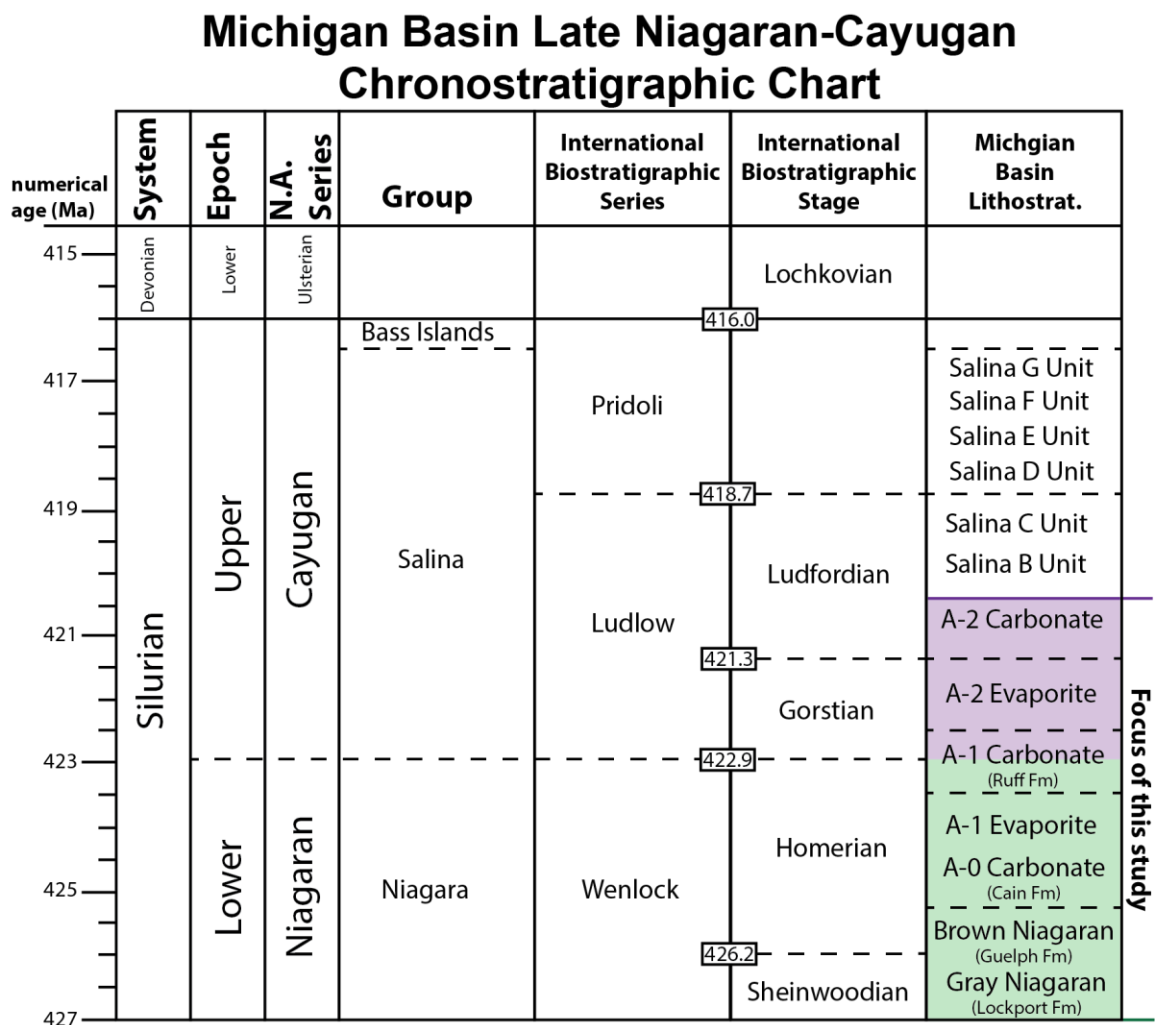 Michigan Basin Late Niagaran-Cayugan
Chronostratigraphic Chart
numerical
age (Ma)
System
Epoch
N.A.
Series
Group
International
Biostratigraphic
Series
International
Biostratigraphic
Stage
Michgian
Basin
Lithostrat.
415
Devonian
Lower
Ulsterian
Lochkovian
416.0
Bass Islands
417
Pridoli
Salina G Unit
Salina F Unit
Salina E Unit
Salina D Unit
418.7
419
Silurian
Upper
Cayugan
Salina
Ludlow
Ludfordian
Salina C Unit
Salina B Unit
421
A-2 Carbonate
421.3
Gorstian
A-2 Evaporite
423
422.9
A-1 Carbonate
(Ruff Fm)
Lower
Niagaran
Niagara
Wenlock
Homerian
A-1 Evaporite
A-0 Carbonate
(Cain Fm)
425
Brown Niagaran
(Guelph Fm)
426.2
Sheinwoodian
Gray Niagaran
(Lockport Fm)
427
Focus of this study